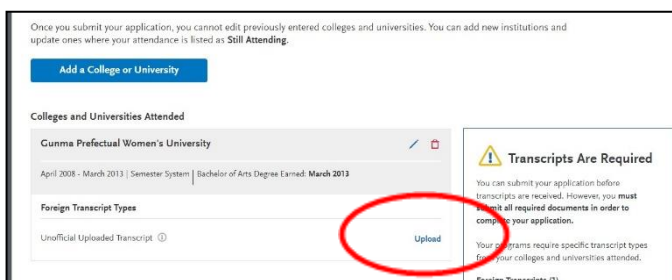 Once you submit your application, you cannot edit previously entered colleges and universities. You can add new institutions and
update ones where your attendance is listed as Still Attending.
Add a College or University
Colleges and Universities Attended
Gunma Prefectual Women's University
April 2008 - March 2013 | Semester System | Bachelor of Arts Degree Earned: March 2013
Foreign Transcript Types
Unofficial Uploaded Transcript ⓘ
Upload
Transcripts Are Required
You can submit your application before
transcripts are received. However, you must
submit all required documents in order to
complete your application.
Your programs require specific transcript types
from your colleges and universities attended.
Foreign Transcripts (1)